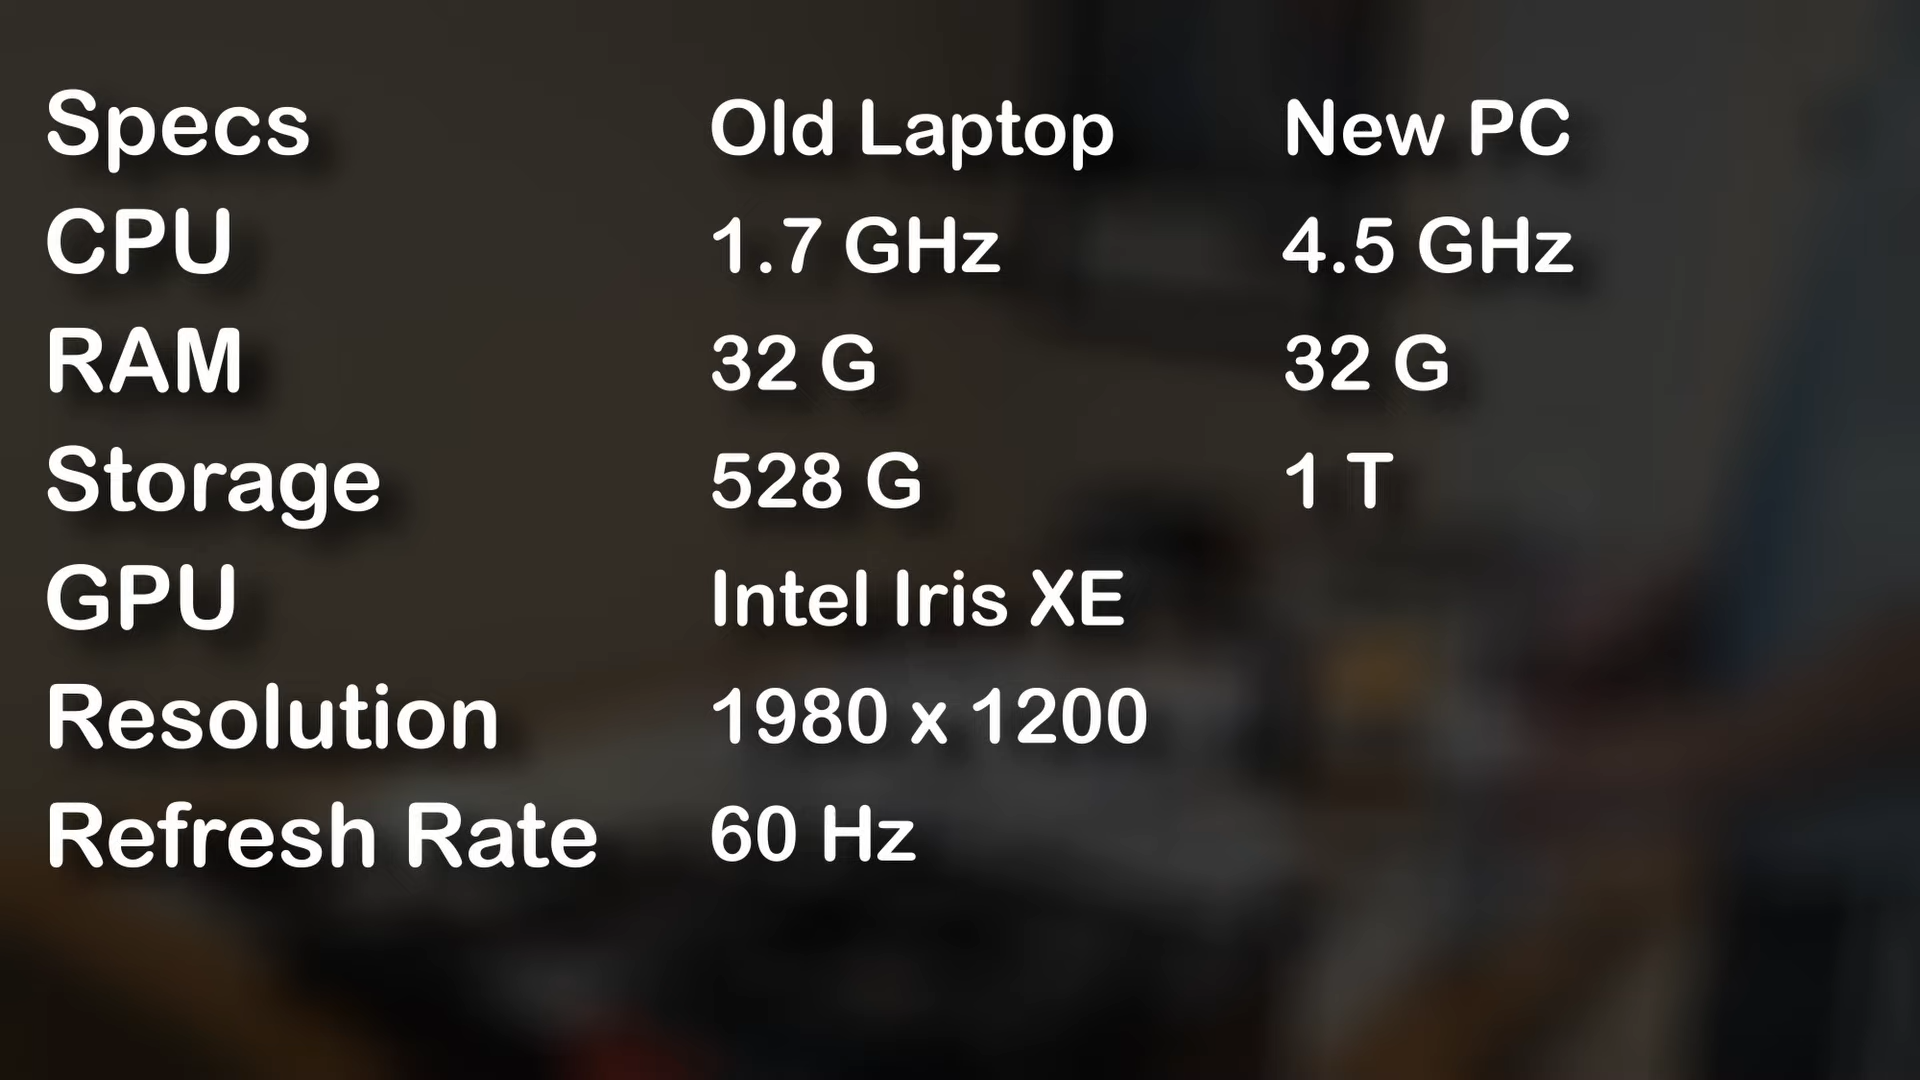 Specs Old Laptop New PC
CPU 1.7 GHz 4.5 GHz
RAM 32 G 32 G
Storage 528 G 1 T
GPU Intel Iris XE
Resolution 1980 x 1200
Refresh Rate 60 Hz